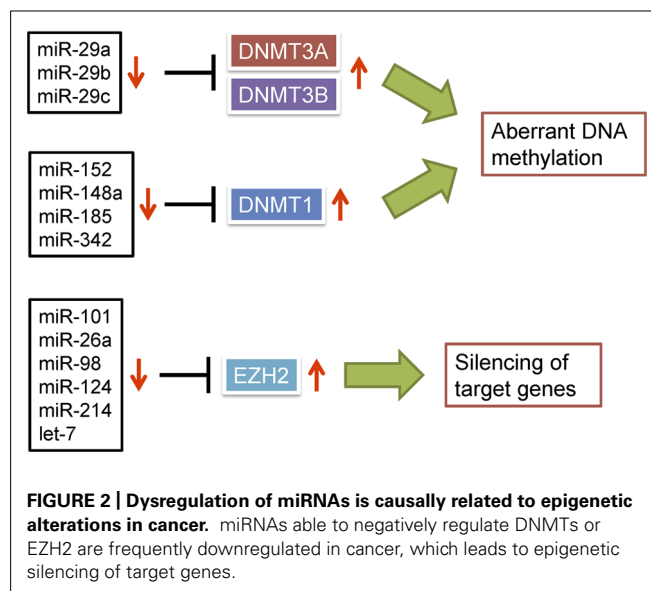 miR-29a
miR-29b
miR-29c
DNMT3A
DNMT3B
Aberrant DNA
methylation
miR-152
miR-148a
miR-185
miR-342
DNMT1
miR-101
miR-26a
miR-98
miR-124
miR-214
let-7
EZH2
Silencing of
target genes
FIGURE 2 | Dysregulation of miRNAs is causally related to epigenetic
alterations in cancer. miRNAs able to negatively regulate DNMTs or
EZH2 are frequently downregulated in cancer, which leads to epigenetic
silencing of target genes.